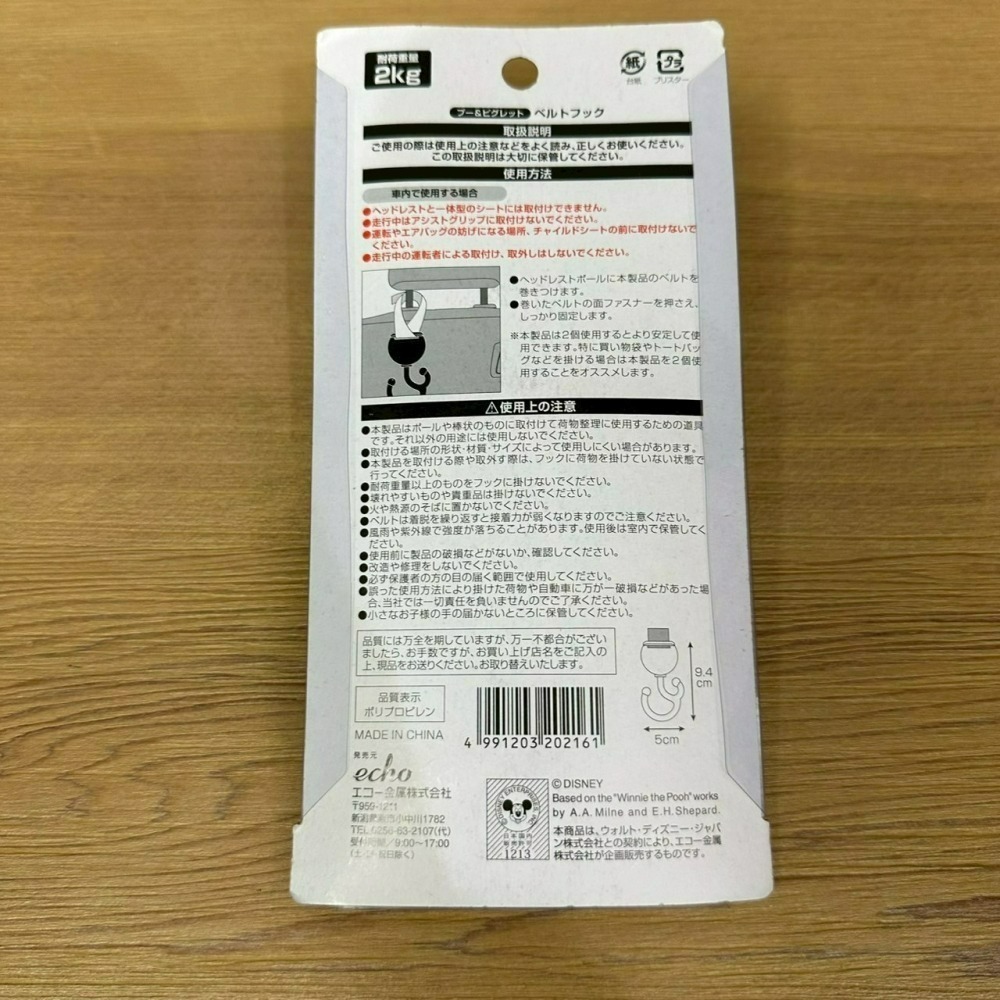 耐荷重量
2kg
紙
台紙
プラ
ブリスター
プー&ピグレット ベルトフック
取扱説明
ご使用の際は使用上の注意などをよく読み、正しくお使いください。
この取扱説明は大切に保管してください。
使用方法
車内で使用する場合
●ヘッドレストと一体型のシートには取付けできません。
●走行中はアシストグリップに取付けないでください。
●運転やエアバッグの妨げになる場所、チャイルドシートの前に取付けないで
ください。
●走行中の運転者による取付け、取外しはしないでください。
●ヘッドレストポールに本製品のベルトを
巻きつけます。
●巻いたベルトの面ファスナーを押さえ、
しっかり固定します。
※本製品は2個使用するとより安定して使
用できます。特に買い物袋やトートバッ
グなどを掛ける場合は本製品を2個使
用することをオススメします。
⚠使用上の注意
●本製品はポールや棒状のものに取付けて荷物整理に使用するための道具
です。それ以外の用途には使用しないでください。
●取付ける場所の形状・材質・サイズによって使用しにくい場合があります。
●本製品を取付ける際や取外す際は、フックに荷物を掛けていない状態で
行ってください。
●耐荷重量以上のものをフックに掛けないでください。
●壊れやすいものや貴重品は掛けないでください。
●火や熱源のそばに置かないでください。
●ベルトは着脱を繰り返すと接着力が弱くなりますのでご注意ください。
●風雨や紫外線で強度が落ちることがあります。使用後は室内で保管してく
ださい。
●使用前に製品の破損などがないか、確認してください。
●改造や修理をしないでください。
●必ず保護者の方の目の届く範囲で使用してください。
●誤った使用方法により掛けた荷物や自動車に万が一破損などがあった場
合、当社では一切責任を負いませんのでご了承ください。
●小さなお子様の手の届かないところに保管してください。
品質には万全を期していますが、万一不都合がござい
ましたら、お手数ですが、お買い上げ店名をご記入の
上、現品をお送りください。お取り替えいたします。
9.4
cm
5cm
品質表示
ポリプロピレン
MADE IN CHINA
4 991203 202161
発売元
echo
エコー金属株式会社
〒959-1211
新潟県燕市小中川1782
TEL.0256-63-2107(代)
受付時間/9:00~17:00
(土・日・祝日除く)
DISNEY ENTERPRISES, INC.
日本国内
販売許可
1213
©DISNEY
Based on the "Winnie the Pooh" works
by A.A. Milne and E.H. Shepard.
本商品は、ウォルト・ディズニー・ジャパ
ン株式会社との契約により、エコー金属
株式会社が企画販売するものです。